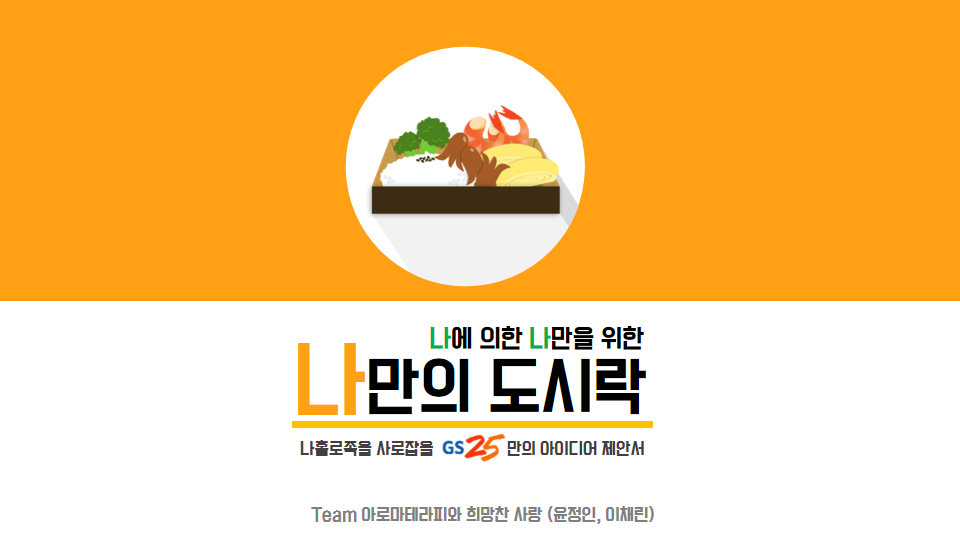 나에 의한 나만을 위한
나만의 도시락
나홀로족을 사로잡을 GS25 만의 아이디어 제안서
Team 아로마테라피와 희망찬 사랑 (윤정인, 이채린)